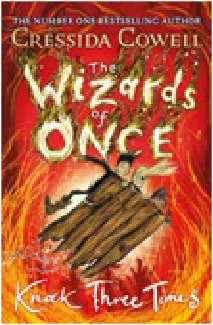 THE NUMBER ONE BESTSELLING AUTHOR
CRESSIDA COWELL
The
Wizards
of
ONCE
Knock Three Times